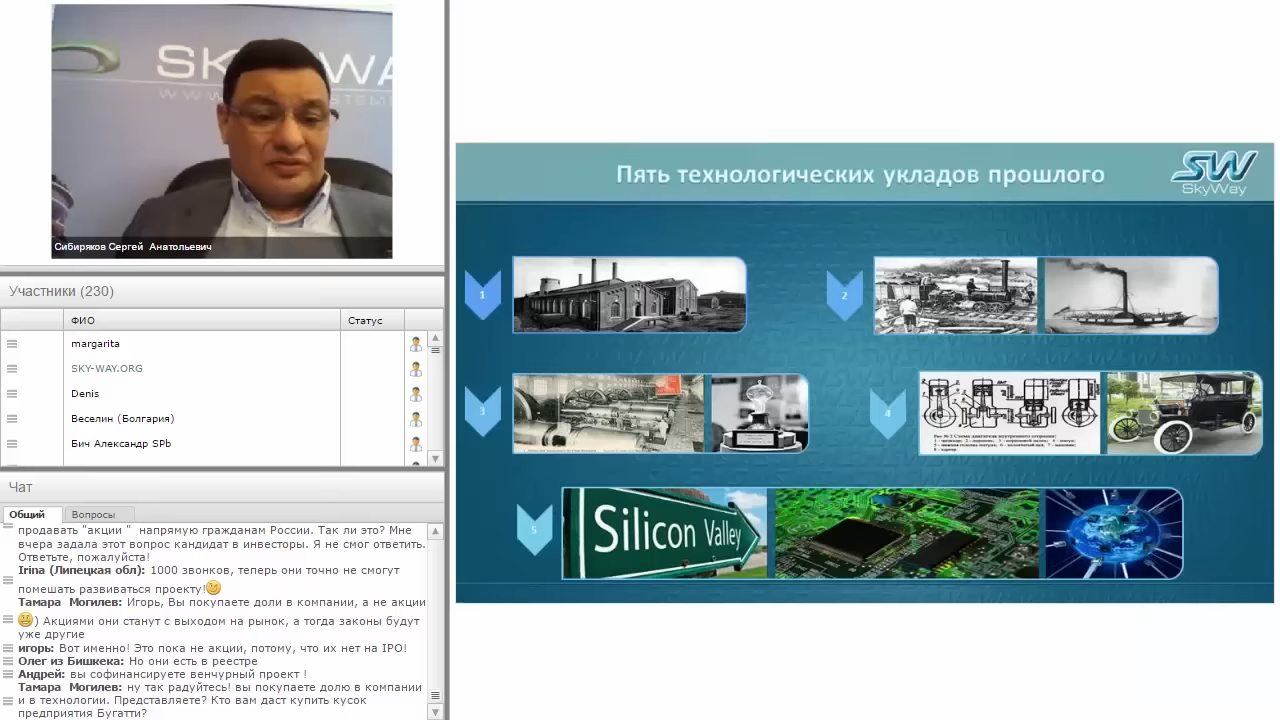 SKYWA
Сибиряков Сергей Анатольевич
Участники (230)
ФИО
Статус
margarita
SKY-WAY.ORG
Denis
Веселин (Болгария)
Бич Александр SPb
Чат
Общий
Вопросы
продавать "акции " напрямую гражданам России. Так ли это? Мне
вчера задала этот вопрос кандидат в инвесторы. Я не смог ответить.
Ответьте, пожалуйста!
Irina (Липецкая обл): 1000 звонков, теперь они точно не смогут
помешать развиваться проекту!
Тамара Могилев: Игорь, Вы покупаете доли в компании, а не акции
) Акциями они станут с выходом на рынок, а тогда законы будут
уже другие
игорь: Вот именно! Это пока не акции, потому, что их нет на IPO!
Олег из Бишкека: Но они есть в реестре
Андрей: вы софинансируете венчурный проект !
Тамара Могилев: ну так радуйтесь! вы покупаете долю в компании
и в технологии. Представляете? Кто вам даст купить кусок
предприятия Бугатти?
Пять технологических укладов прошлого
SW
SkyWay
1
2
3
4
5
Silicon Valley